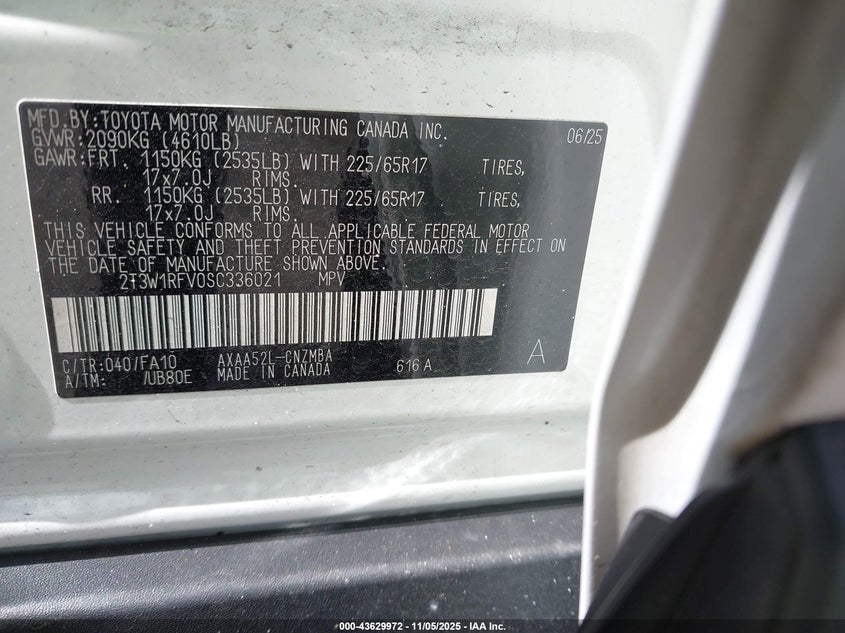 MFD.BY:TOYOTA MOTOR MANUFACTURING CANADA INC. 06/25
GVWR:2090KG (4610LB)
GAWR:FRT. 1150KG (2535LB) WITH 225/65R17 TIRES,
17x7.0J RIMS.
RR. 1150KG (2535LB) WITH 225/65R17 TIRES,
17x7.0J RIMS.
THIS VEHICLE CONFORMS TO ALL APPLICABLE FEDERAL MOTOR
VEHICLE SAFETY AND THEFT PREVENTION STANDARDS IN EFFECT ON
THE DATE OF MANUFACTURE SHOWN ABOVE.
2T3W1RFV0SC336021 MPV
C/TR:040/FA10 AXAA52L-CNZMBA A
A/TM: /UB80E MADE IN CANADA 616 A
000-43629972 - 11/05/2025 - IAA Inc.